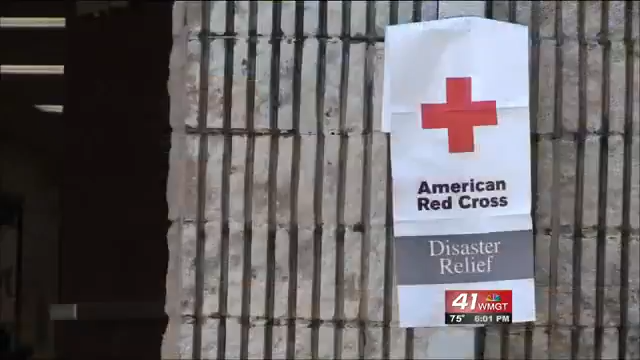 American
Red Cross
Disaster
Relief
41
WMGT
75° 6:01 PM